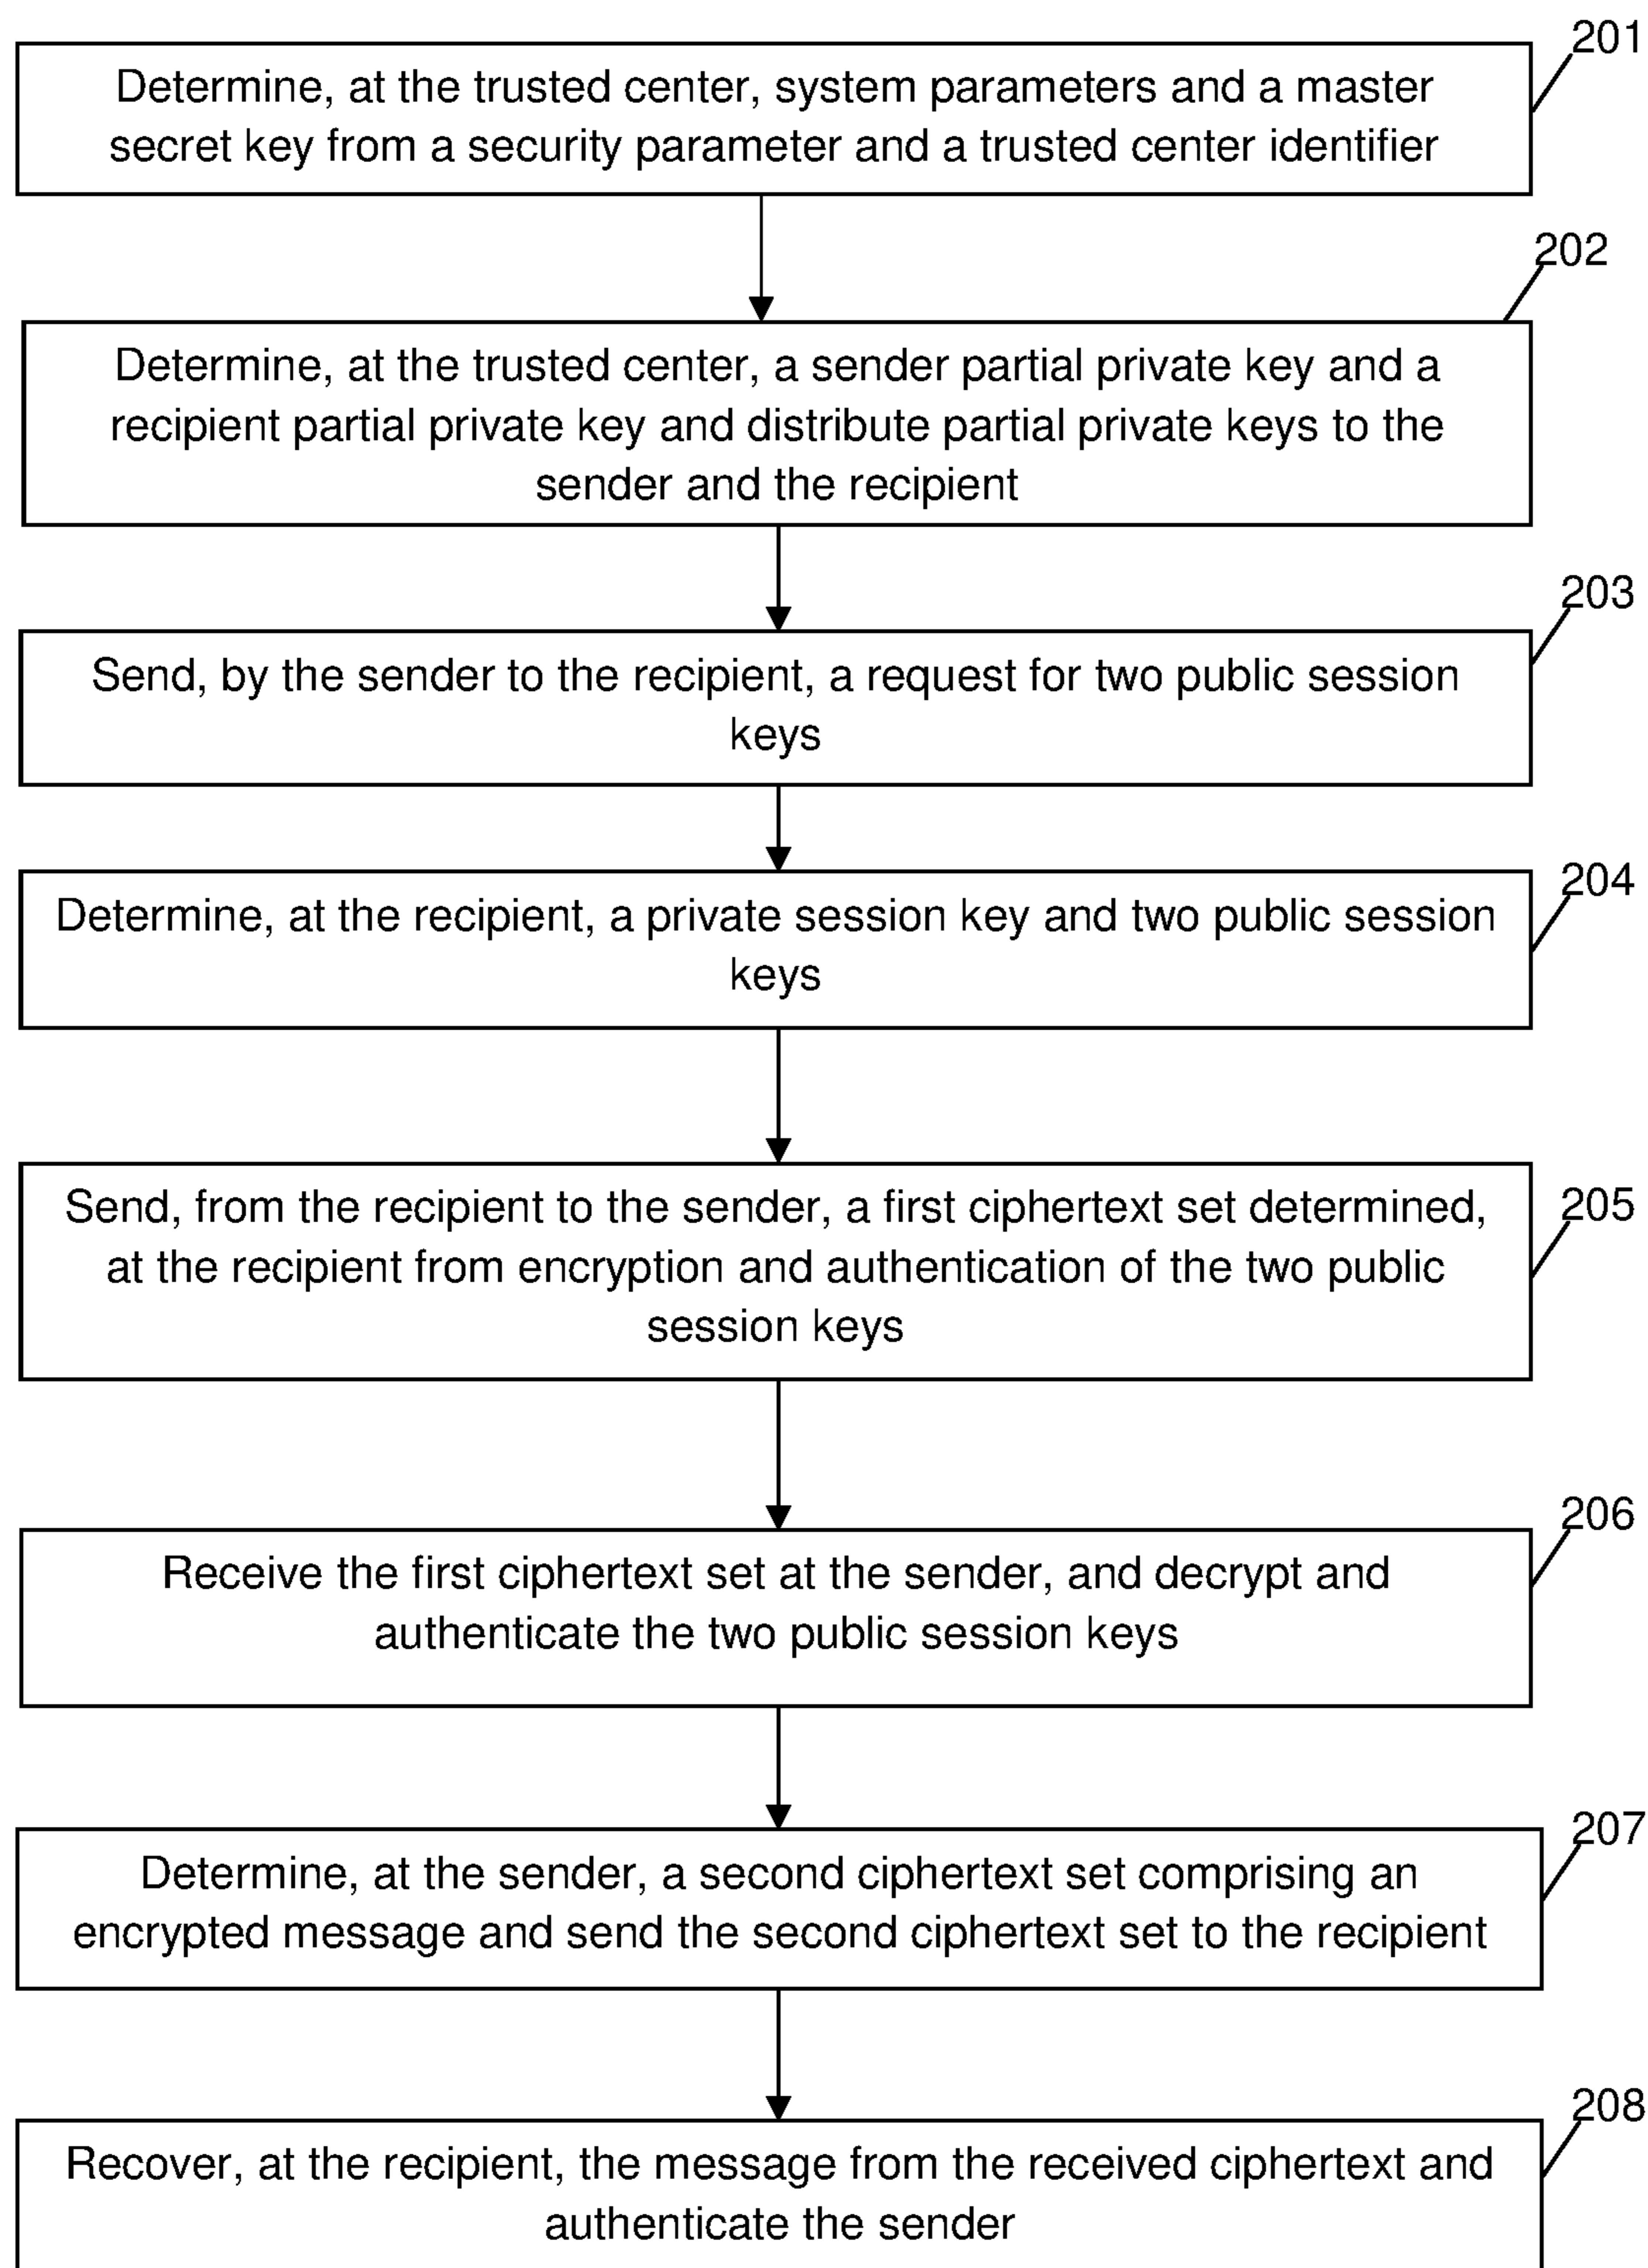 201
Determine, at the trusted center, system parameters and a master
secret key from a security parameter and a trusted center identifier
202
Determine, at the trusted center, a sender partial private key and a
recipient partial private key and distribute partial private keys to the
sender and the recipient
203
Send, by the sender to the recipient, a request for two public session
keys
204
Determine, at the recipient, a private session key and two public session
keys
205
Send, from the recipient to the sender, a first ciphertext set determined,
at the recipient from encryption and authentication of the two public
session keys
206
Receive the first ciphertext set at the sender, and decrypt and
authenticate the two public session keys
207
Determine, at the sender, a second ciphertext set comprising an
encrypted message and send the second ciphertext set to the recipient
208
Recover, at the recipient, the message from the received ciphertext and
authenticate the sender